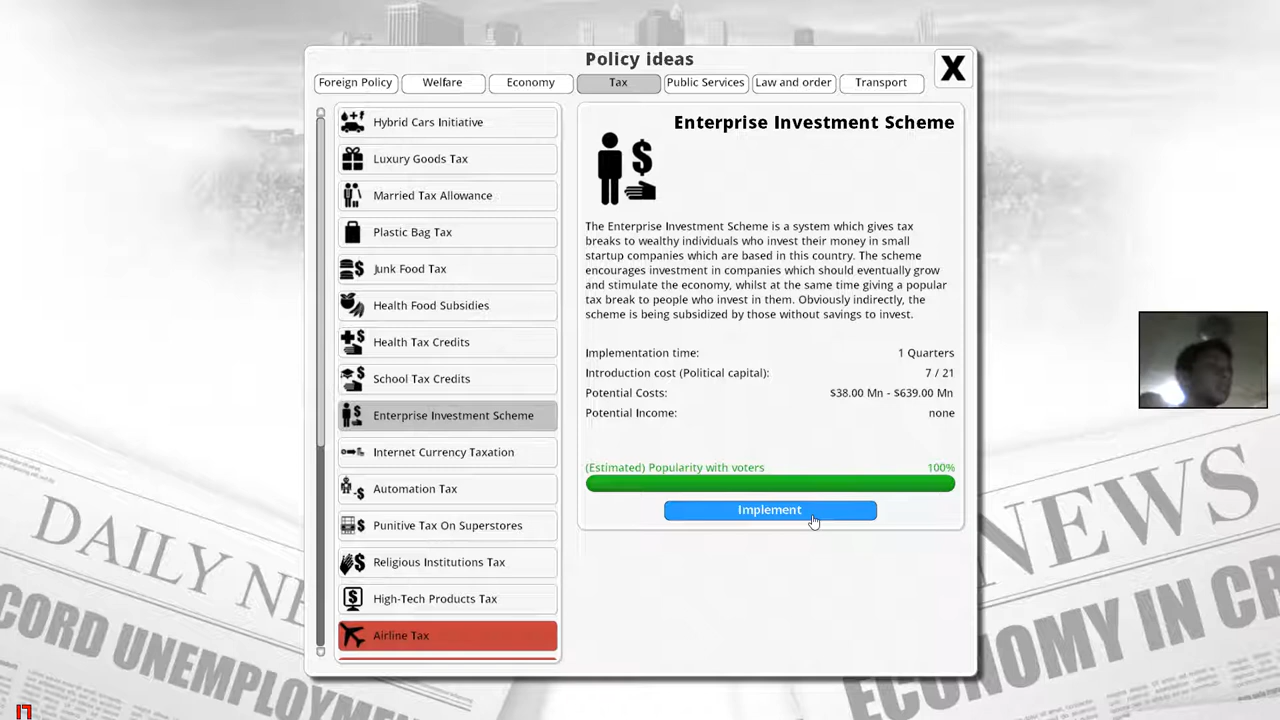 Policy ideas
X
Foreign Policy
Welfare
Economy
Tax
Public Services
Law and order
Transport
Hybrid Cars Initiative
Luxury Goods Tax
Married Tax Allowance
Plastic Bag Tax
Junk Food Tax
Health Food Subsidies
Health Tax Credits
School Tax Credits
Enterprise Investment Scheme
Internet Currency Taxation
Automation Tax
Punitive Tax On Superstores
Religious Institutions Tax
High-Tech Products Tax
Airline Tax
Enterprise Investment Scheme
The Enterprise Investment Scheme is a system which gives tax
breaks to wealthy individuals who invest their money in small
startup companies which are based in this country. The scheme
encourages investment in companies which should eventually grow
and stimulate the economy, whilst at the same time giving a popular
tax break to people who invest in them. Obviously indirectly, the
scheme is being subsidized by those without savings to invest.
Implementation time: 1 Quarters
Introduction cost (Political capital): 7 / 21
Potential Costs: $38.00 Mn - $639.00 Mn
Potential Income: none
(Estimated) Popularity with voters 100%
Implement
DAILY NE
CORD UNEMPLOYM
NEWS
ECONOMY IN CR